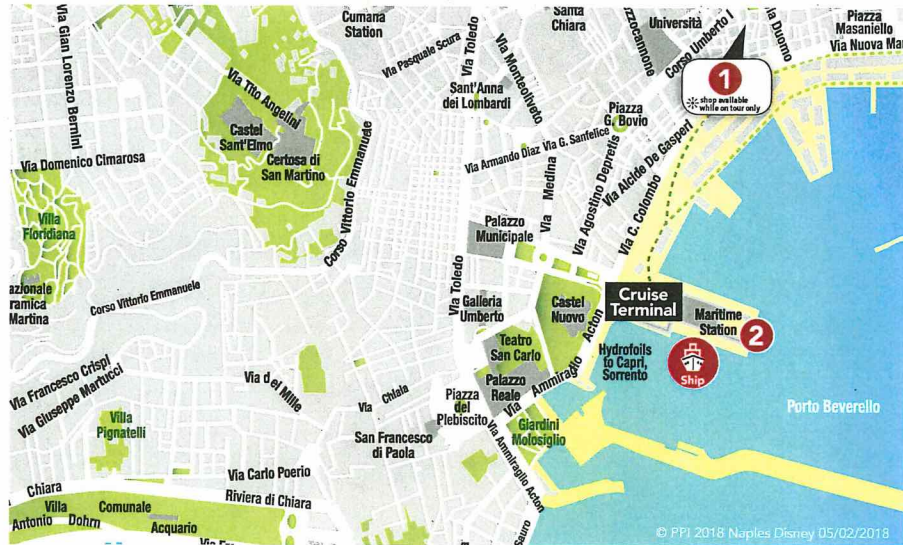 Cumana
Station
Santa
Chiara
Università
Corso Umberto I
Via Duomo
Piazza
Masaniello
Via Nuova Mar
Via Gian Lorenzo Bernini
Via Tito Angelini
Via Pasquale Scura
Via Toledo
Via Monteoliveto
zzocannone
1
shop available
while on tour only
Sant'Anna
dei Lombardi
Piazza
G. Bovio
Castel
Sant'Elmo
Certosa di
San Martino
Via Domenico Cimarosa
Corso Vittorio Emmanuele
Via Armando Diaz
Via G. Sanfelice
Via Medina
Via Agostino Depretis
Via Alcide De Gasperi
Via C. Colombo
Villa
Floridiana
Palazzo
Municipale
Via Toledo
azionale
ramica
Martina
Corso Vittorio Emmanuele
Galleria
Umberto
Castel
Nuovo
Cruise
Terminal
Maritime
Station
2
Teatro
San Carlo
Hydrofoils
to Capri,
Sorrento
Ship
Via Ammiraglio Acton
Palazzo
Reale
Via Francesco Crispi
Via Giuseppe Martucci
Via dei Mille
Via Chiaia
Piazza
del
Plebiscito
Villa
Pignatelli
San Francesco
di Paola
Giardini
Molosiglio
Porto Beverello
Via Ammiraglio Acton
Via Carlo Poerio
Chiara
Riviera di Chiara
Villa
Comunale
Antonio Dohrn
Acquario
Sauro
© PPI 2018 Naples Disney 05/02/2018